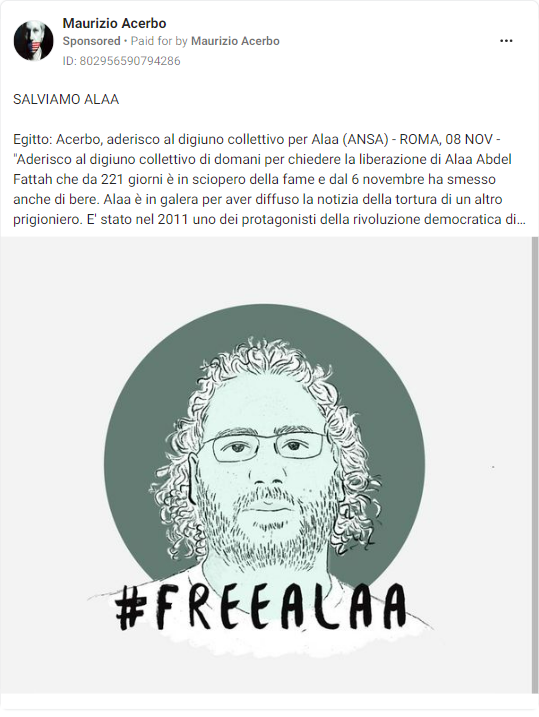 Maurizio Acerbo
Sponsored • Paid for by Maurizio Acerbo
ID: 802956590794286
SALVIAMO ALAA
Egitto: Acerbo, aderisco al digiuno collettivo per Alaa (ANSA) - ROMA, 08 NOV -
"Aderisco al digiuno collettivo di domani per chiedere la liberazione di Alaa Abdel
Fattah che da 221 giorni è in sciopero della fame e dal 6 novembre ha smesso
anche di bere. Alaa è in galera per aver diffuso la notizia della tortura di un altro
prigioniero. E' stato nel 2011 uno dei protagonisti della rivoluzione democratica di...
#FREEALAA